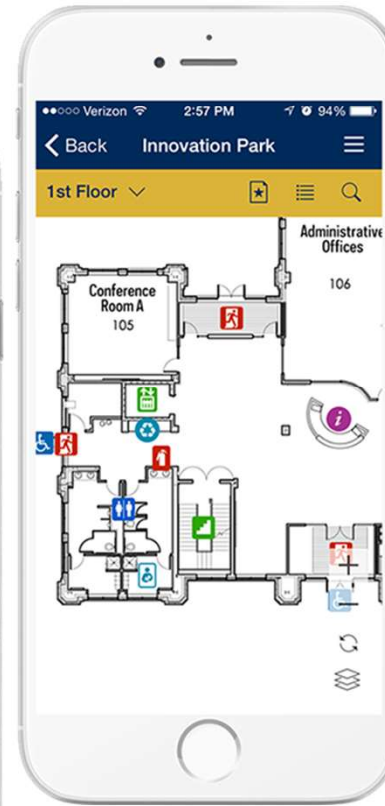 Verizon 2:57 PM 94%
Back Innovation Park
1st Floor
Administrative
Offices
106
Conference
Room A
105
i